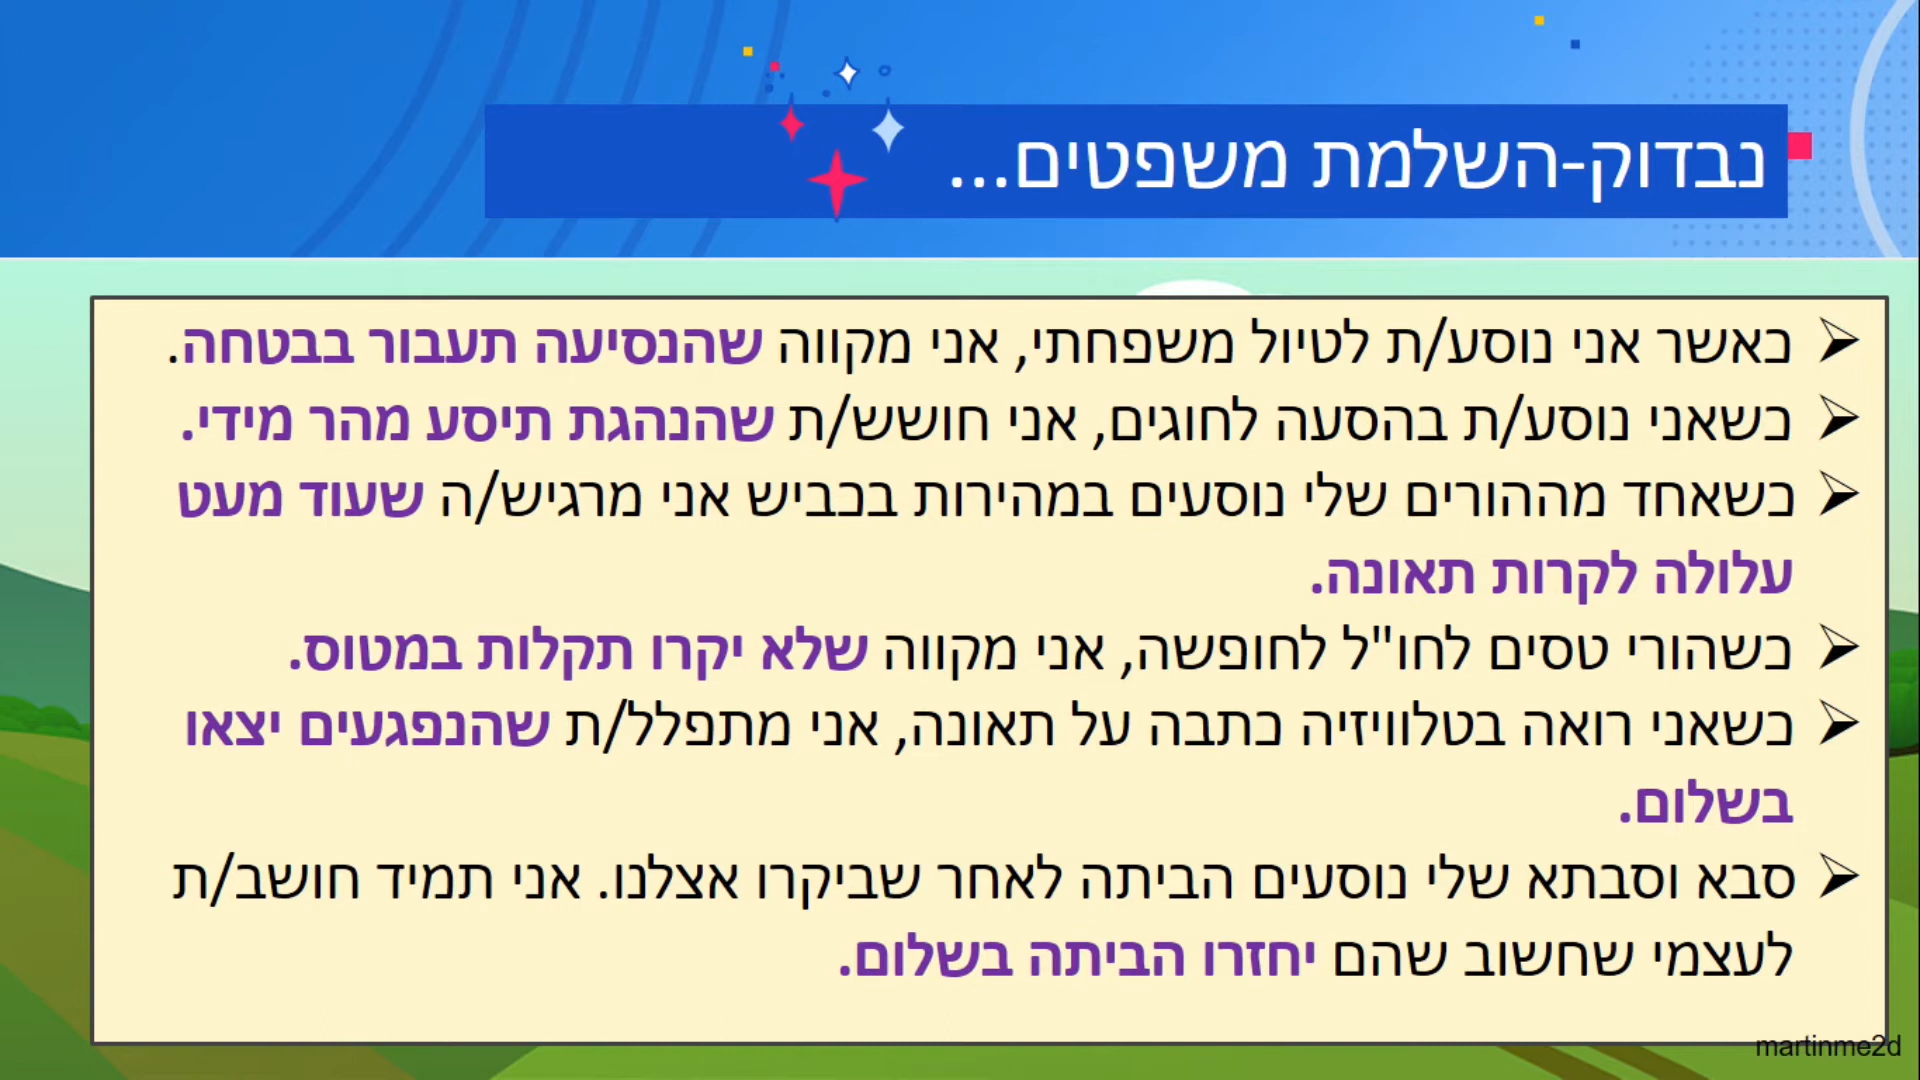 נבדוק-השלמת משפטים...
כאשר אני נוסע/ת לטיול משפחתי, אני מקווה שהנסיעה תעבור בבטחה.
כשאני נוסע/ת בהסעה לחוגים, אני חושש/ת שהנהגת תיסע מהר מידי.
כשאחד מההורים שלי נוסעים במהירות בכביש אני מרגיש/ה שעוד מעט
עלולה לקרות תאונה.
כשהורי טסים לחו"ל לחופשה, אני מקווה שלא יקרו תקלות במטוס.
כשאני רואה בטלוויזיה כתבה על תאונה, אני מתפלל/ת שהנפגעים יצאו
בשלום.
סבא וסבתא שלי נוסעים הביתה לאחר שביקרו אצלנו. אני תמיד חושב/ת
לעצמי שחשוב שהם יחזרו הביתה בשלום.
martinme2d